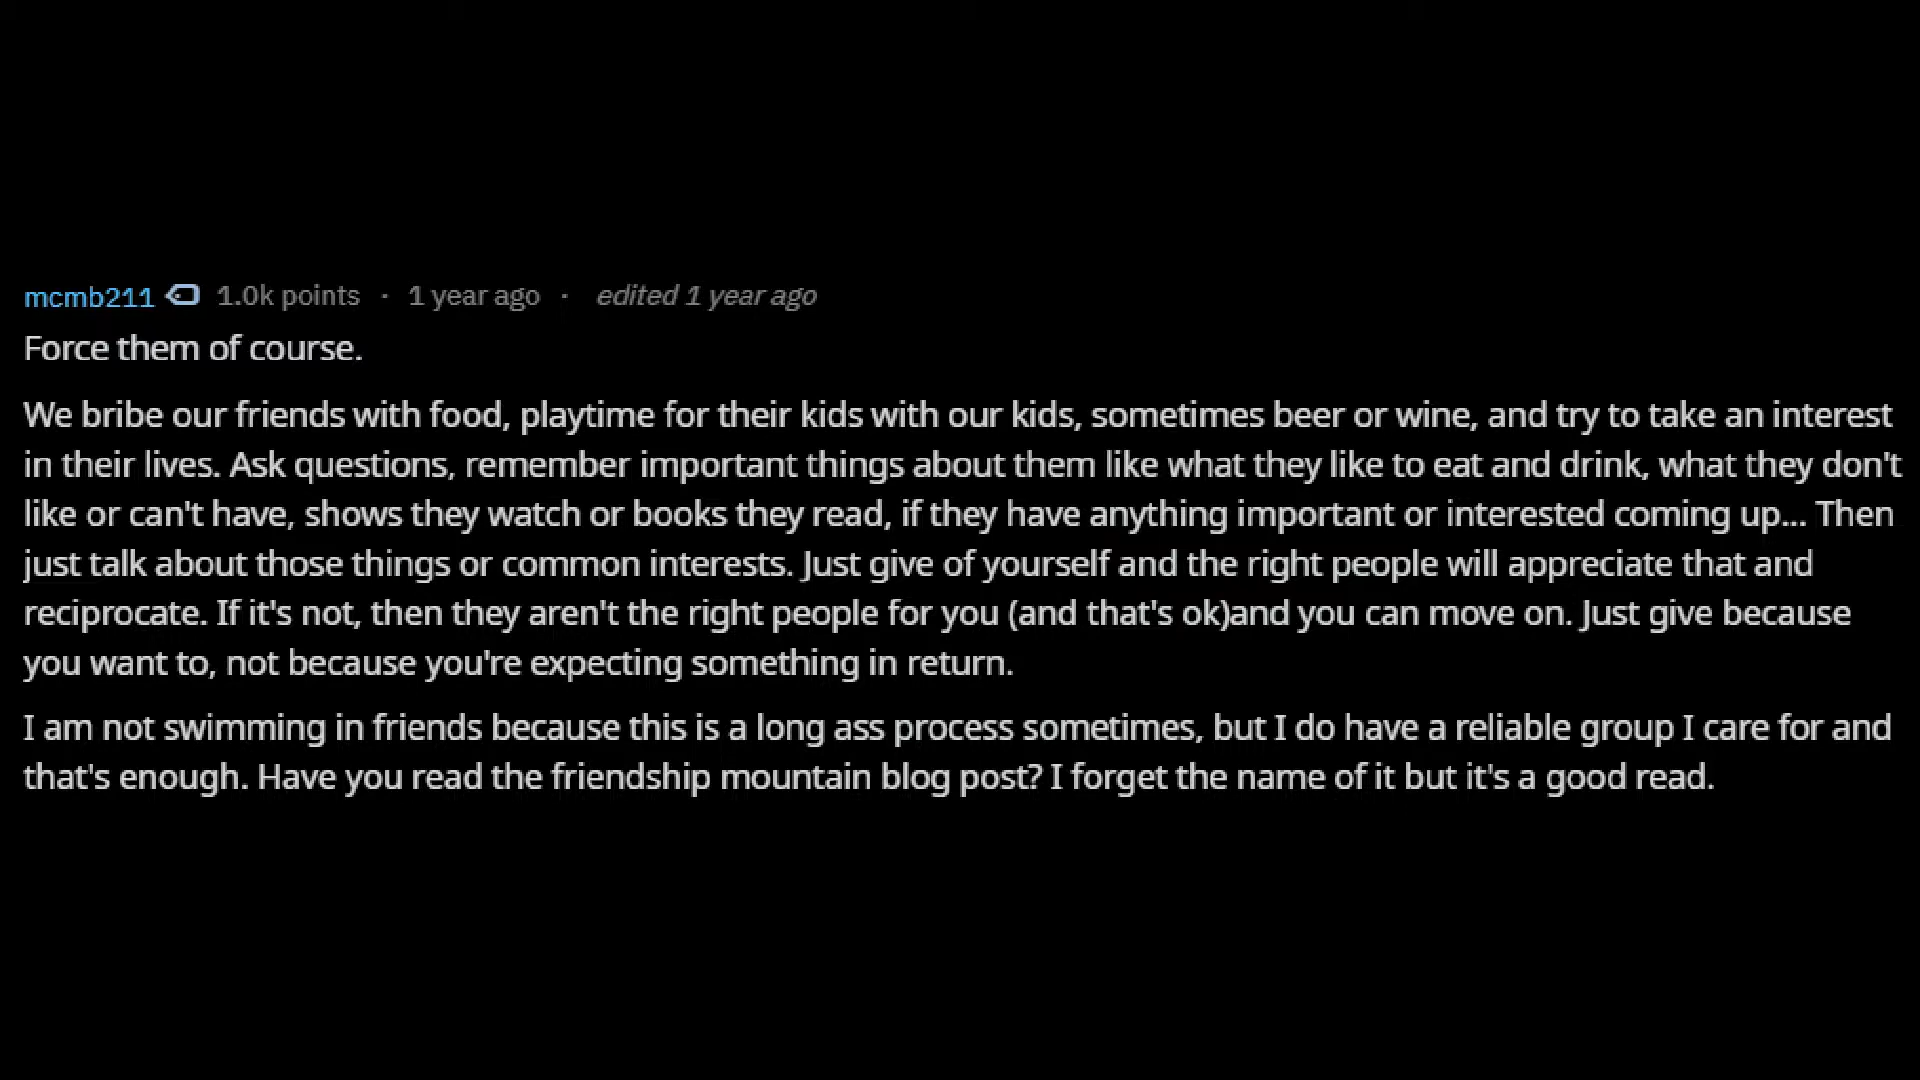 mcmb211 1.0k points · 1 year ago · edited 1 year ago
Force them of course.
We bribe our friends with food, playtime for their kids with our kids, sometimes beer or wine, and try to take an interest
in their lives. Ask questions, remember important things about them like what they like to eat and drink, what they don't
like or can't have, shows they watch or books they read, if they have anything important or interested coming up... Then
just talk about those things or common interests. Just give of yourself and the right people will appreciate that and
reciprocate. If it's not, then they aren't the right people for you (and that's ok)and you can move on. Just give because
you want to, not because you're expecting something in return.
I am not swimming in friends because this is a long ass process sometimes, but I do have a reliable group I care for and
that's enough. Have you read the friendship mountain blog post? I forget the name of it but it's a good read.